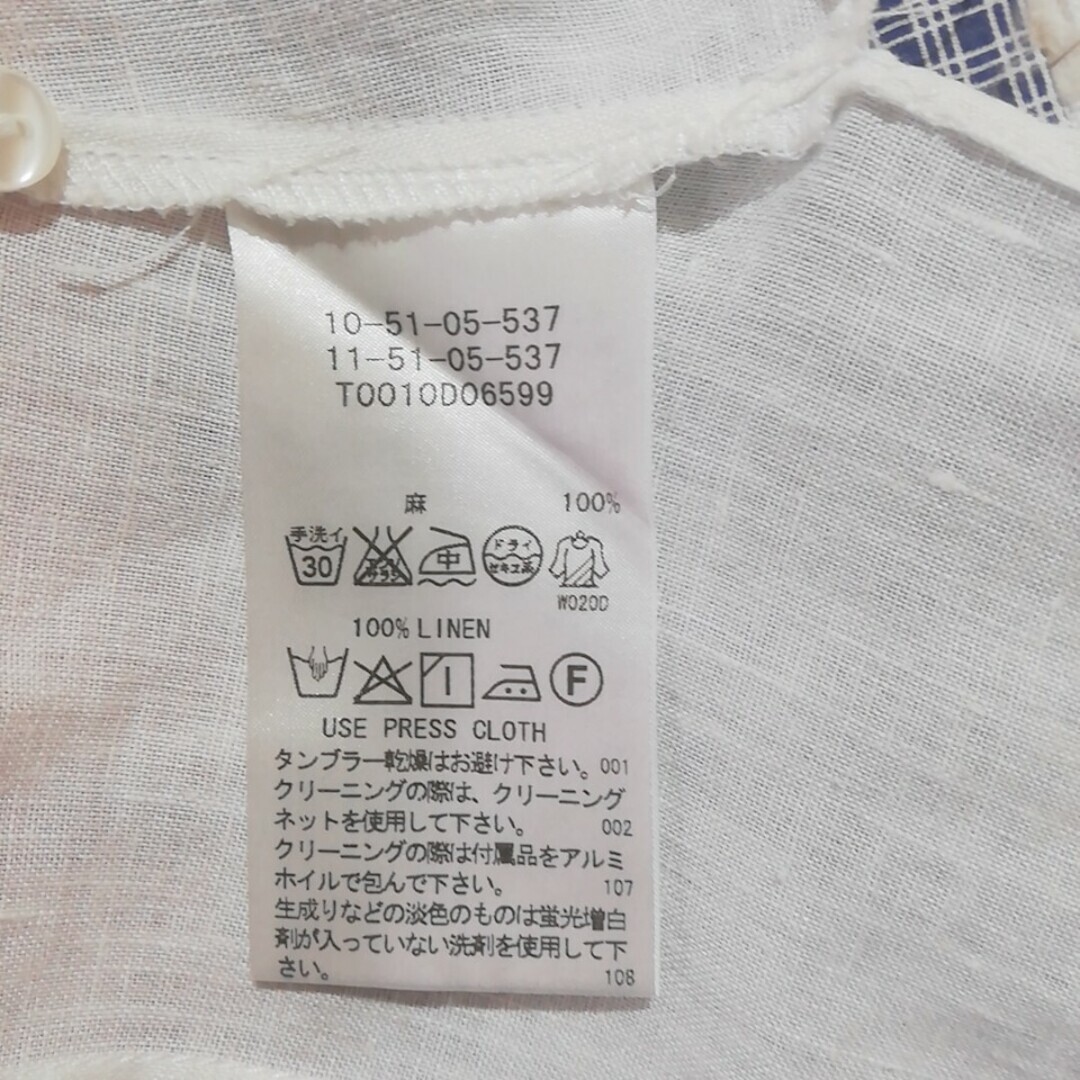 10-51-05-537
11-51-05-537
T0010D06599
麻 100%
手洗イ
30
エンソ
サラシ
中
ドライ
セキユ系
W020D
100% LINEN
F
USE PRESS CLOTH
タンブラー乾燥はお避け下さい。 001
クリーニングの際は、クリーニング
ネットを使用して下さい。 002
クリーニングの際は付属品をアルミ
ホイルで包んで下さい。 107
生成りなどの淡色のものは蛍光増白
剤が入っていない洗剤を使用して下
さい。 108